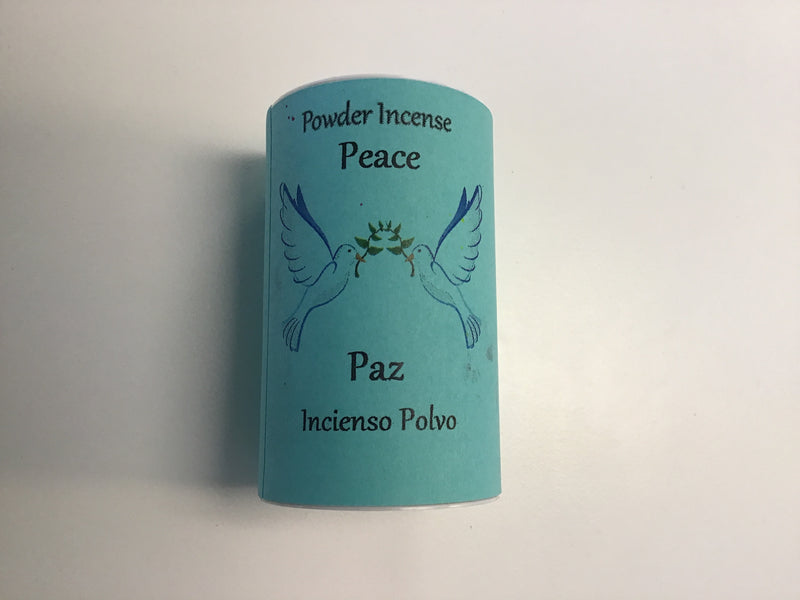 Powder Incense
Peace
Paz
Incienso Polvo